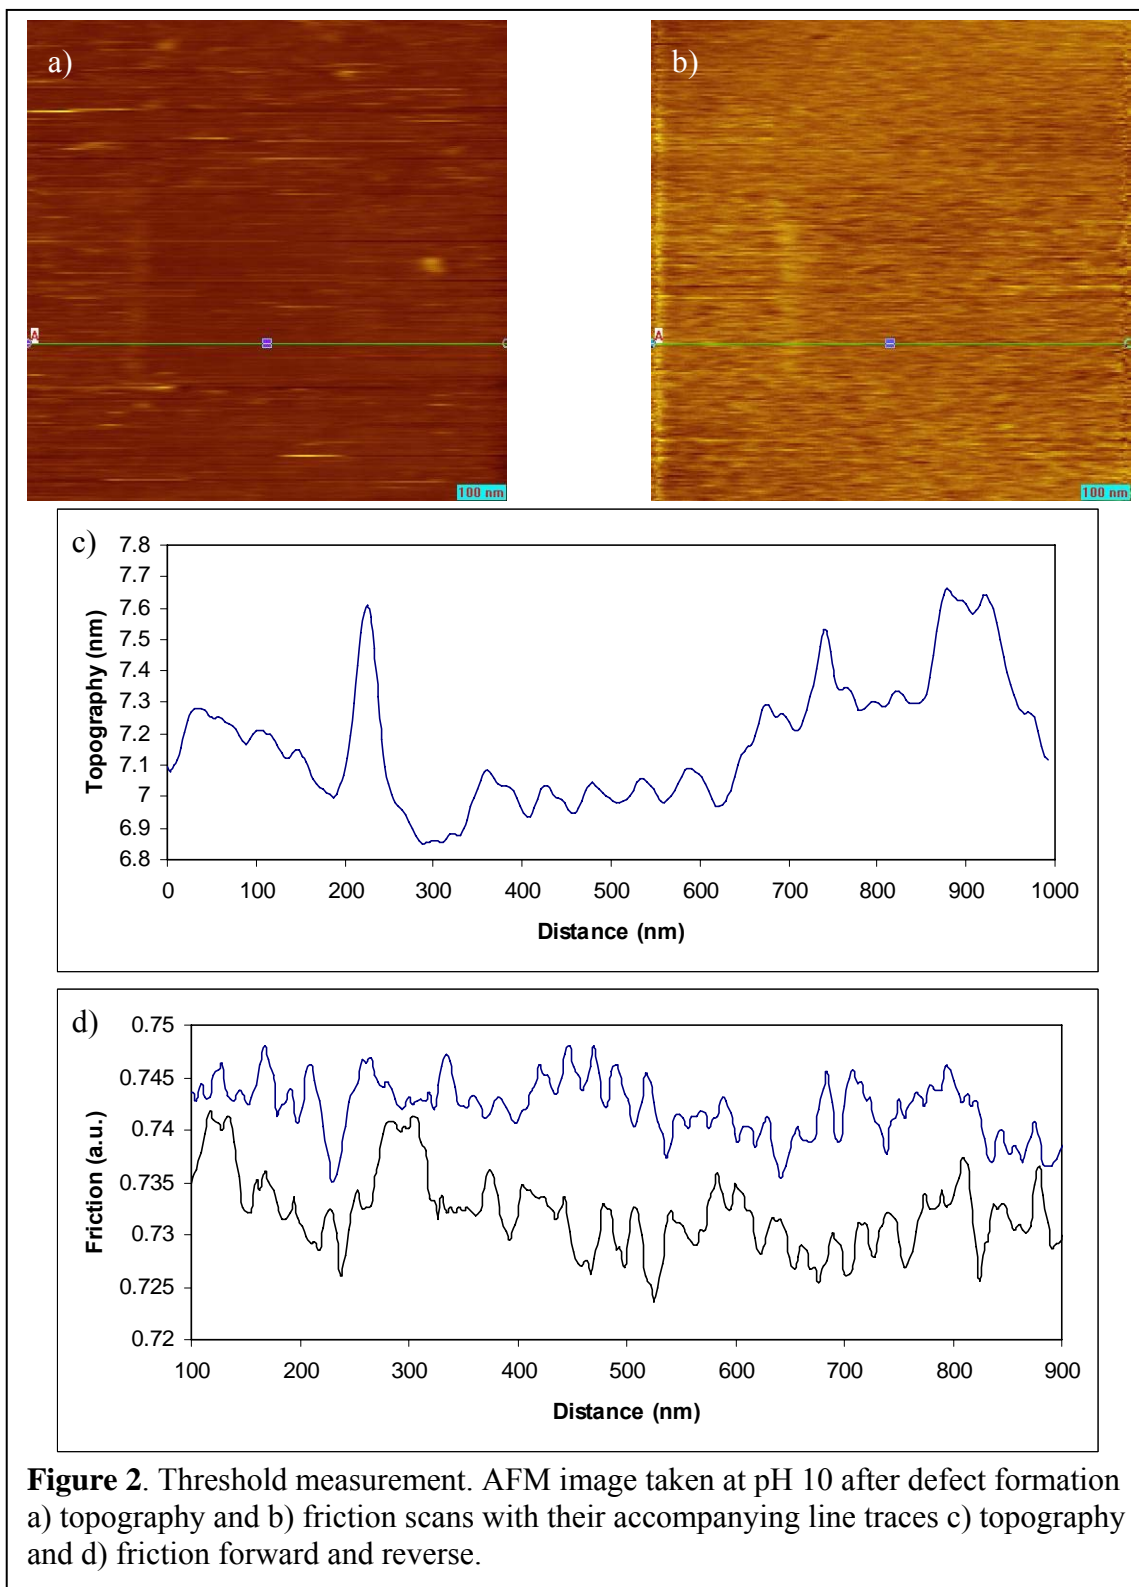 a)
b)
A
A
100 nm
100 nm
c)
7.8
7.7
7.6
7.5
7.4
7.3
7.2
7.1
7
6.9
6.8
Topography (nm)
0 100 200 300 400 500 600 700 800 900 1000
Distance (nm)
d)
0.75
0.745
0.74
0.735
0.73
0.725
0.72
Friction (a.u.)
100 200 300 400 500 600 700 800 900
Distance (nm)
Figure 2. Threshold measurement. AFM image taken at pH 10 after defect formation
a) topography and b) friction scans with their accompanying line traces c) topography
and d) friction forward and reverse.